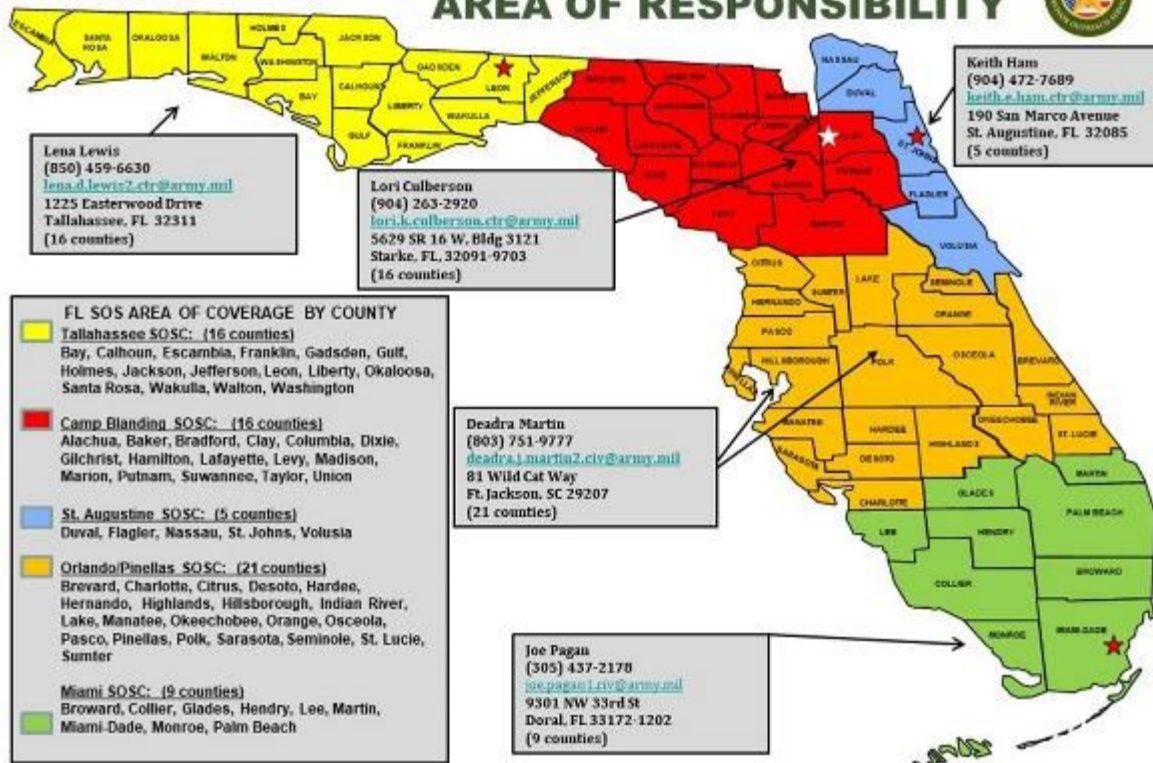 AREA OF RESPONSIBILITY
ESCAMBIA
SANTA
ROSA
OKALOOSA
WALTON
HOLMES
JACKSON
WASHINGTON
BAY
CALHOUN
GULF
LIBERTY
FRANKLIN
GADSDEN
LEON
WAKULLA
JEFFERSON
NASSAU
DUVAL
ST. JOHNS
FLAGLER
VOLUSIA
Keith Ham
(904) 472-7689
keith.e.ham.ctr@army.mil
190 San Marco Avenue
St. Augustine, FL 32085
(5 counties)
Lena Lewis
(850) 459-6630
lena.d.lewis2.ctr@army.mil
1225 Easterwood Drive
Tallahassee, FL 32311
(16 counties)
Lori Culberson
(904) 263-2920
lori.k.culberson.ctr@army.mil
5629 SR 16 W, Bldg 3121
Starke, FL, 32091-9703
(16 counties)
FL SOS AREA OF COVERAGE BY COUNTY
Tallahassee SOSC: (16 counties)
Bay, Calhoun, Escambia, Franklin, Gadsden, Gulf,
Holmes, Jackson, Jefferson, Leon, Liberty, Okaloosa,
Santa Rosa, Wakulla, Walton, Washington
Camp Blanding SOSC: (16 counties)
Alachua, Baker, Bradford, Clay, Columbia, Dixie,
Gilchrist, Hamilton, Lafayette, Levy, Madison,
Marion, Putnam, Suwannee, Taylor, Union
St. Augustine SOSC: (5 counties)
Duval, Flagler, Nassau, St. Johns, Volusia
Orlando/Pinellas SOSC: (21 counties)
Brevard, Charlotte, Citrus, Desoto, Hardee,
Hernando, Highlands, Hillsborough, Indian River,
Lake, Manatee, Okeechobee, Orange, Osceola,
Pasco, Pinellas, Polk, Sarasota, Seminole, St. Lucie,
Sumter
Miami SOSC: (9 counties)
Broward, Collier, Glades, Hendry, Lee, Martin,
Miami-Dade, Monroe, Palm Beach
CITRUS
HERNANDO
PASCO
HILLSBOROUGH
SUMTER
LAKE
SEMINOLE
ORANGE
POLK
OSCEOLA
BREVARD
INDIAN
RIVER
MANATEE
HARDEE
HIGHLANDS
OKEECHOBEE
ST. LUCIE
SARASOTA
DESOTO
CHARLOTTE
GLADES
MARTIN
LEE
HENDRY
PALM BEACH
COLLIER
BROWARD
MONROE
MIAMI-DADE
Deadra Martin
(803) 751-9777
deadra.j.martin2.civ@army.mil
81 Wild Cat Way
Ft. Jackson, SC 29207
(21 counties)
Joe Pagan
(305) 437-2178
joe.pagan1.civ@army.mil
9301 NW 33rd St
Doral, FL 33172-1202
(9 counties)